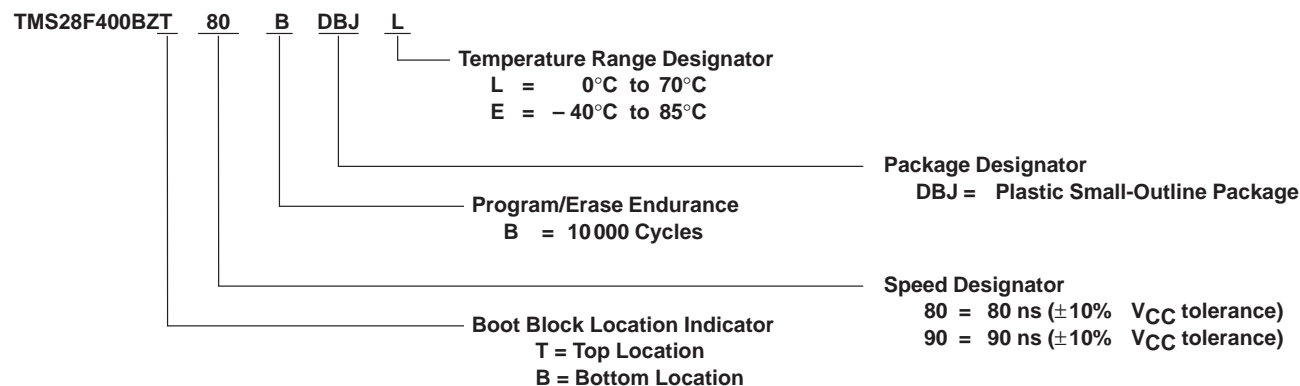 TMS28F400BZT 80 B DBJ L
Temperature Range Designator
L = 0°C to 70°C
E = – 40°C to 85°C
Package Designator
DBJ = Plastic Small-Outline Package
Program/Erase Endurance
B = 10 000 Cycles
Speed Designator
80 = 80 ns (±10% VCC tolerance)
90 = 90 ns (±10% VCC tolerance)
Boot Block Location Indicator
T = Top Location
B = Bottom Location